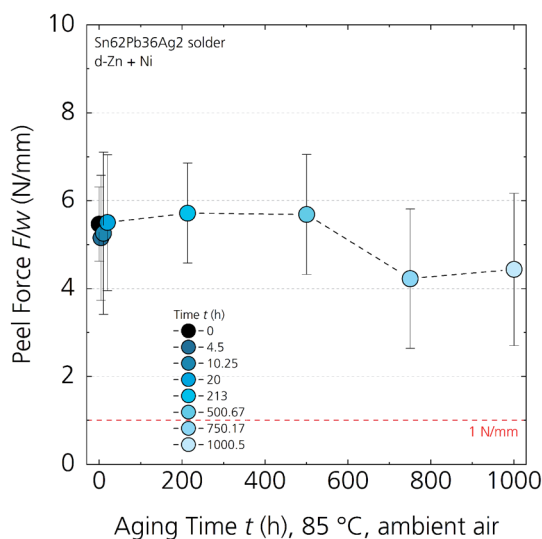 Sn62Pb36Ag2 solder
d-Zn + Ni
Peel Force F/w (N/mm)
10
8
6
4
2
0
Time t (h)
0
4.5
10.25
20
213
500.67
750.17
1000.5
1 N/mm
0 200 400 600 800 1000
Aging Time t (h), 85 °C, ambient air